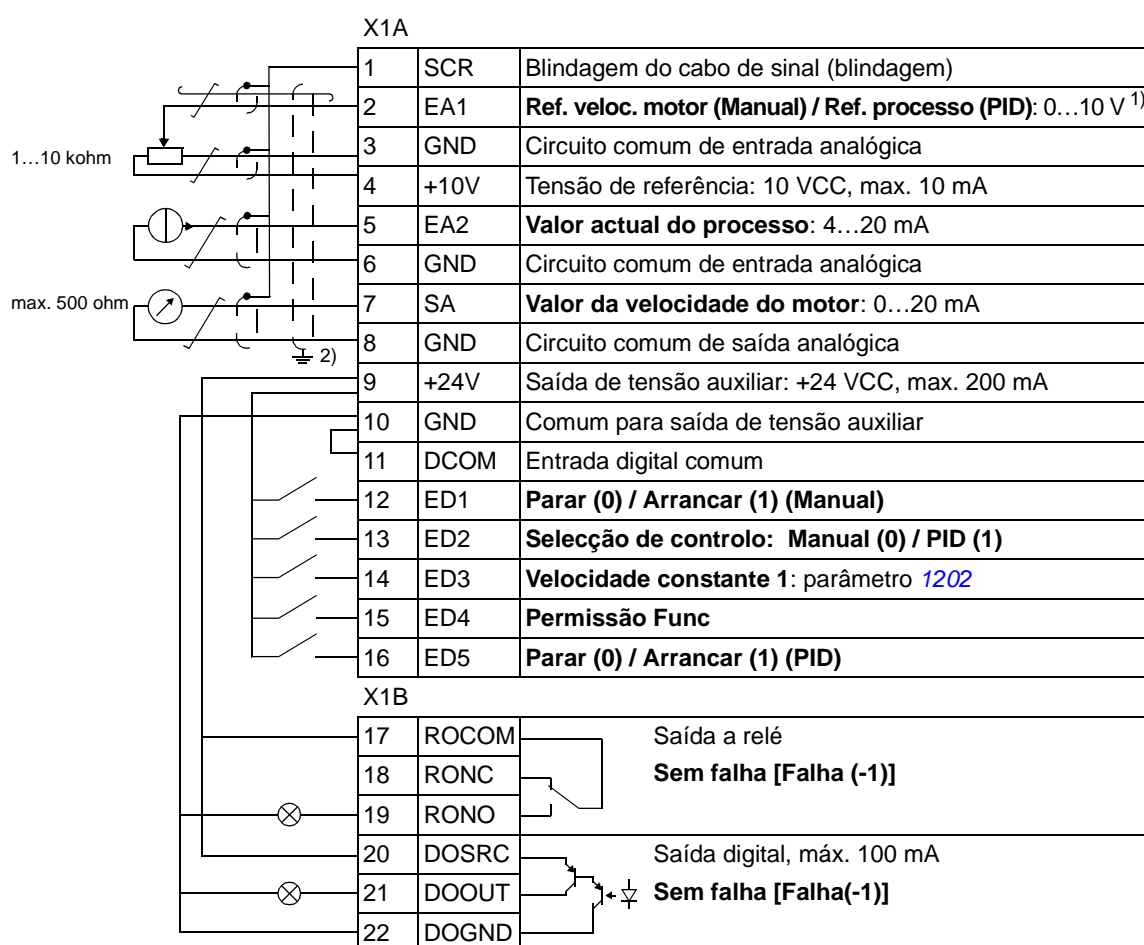 X1A
1 SCR Blindagem do cabo de sinal (blindagem)
2 EA1 Ref. veloc. motor (Manual) / Ref. processo (PID): 0…10 V 1)
1…10 kohm
3 GND Circuito comum de entrada analógica
4 +10V Tensão de referência: 10 VCC, max. 10 mA
5 EA2 Valor actual do processo: 4…20 mA
6 GND Circuito comum de entrada analógica
max. 500 ohm
7 SA Valor da velocidade do motor: 0…20 mA
8 GND Circuito comum de saída analógica
2)
9 +24V Saída de tensão auxiliar: +24 VCC, max. 200 mA
10 GND Comum para saída de tensão auxiliar
11 DCOM Entrada digital comum
12 ED1 Parar (0) / Arrancar (1) (Manual)
13 ED2 Selecção de controlo: Manual (0) / PID (1)
14 ED3 Velocidade constante 1: parâmetro 1202
15 ED4 Permissão Func
16 ED5 Parar (0) / Arrancar (1) (PID)
X1B
17 ROCOM Saída a relé
18 RONC Sem falha [Falha (-1)]
19 RONO
20 DOSRC Saída digital, máx. 100 mA
21 DOOUT Sem falha [Falha(-1)]
22 DOGND